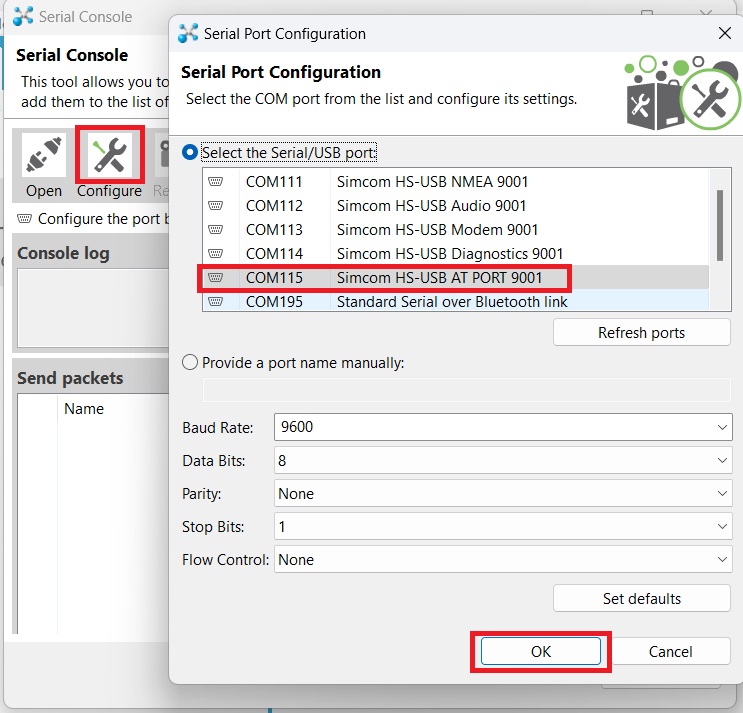 Serial Console
Serial Console
This tool allows you to
add them to the list of
Open
Configure
Configure the port b
Console log
Send packets
Name
Serial Port Configuration
Serial Port Configuration
Select the COM port from the list and configure its settings.
Select the Serial/USB port:
COM111 Simcom HS-USB NMEA 9001
COM112 Simcom HS-USB Audio 9001
COM113 Simcom HS-USB Modem 9001
COM114 Simcom HS-USB Diagnostics 9001
COM115 Simcom HS-USB AT PORT 9001
COM195 Standard Serial over Bluetooth link
Refresh ports
Provide a port name manually:
Baud Rate: 9600
Data Bits: 8
Parity: None
Stop Bits: 1
Flow Control: None
Set defaults
OK
Cancel